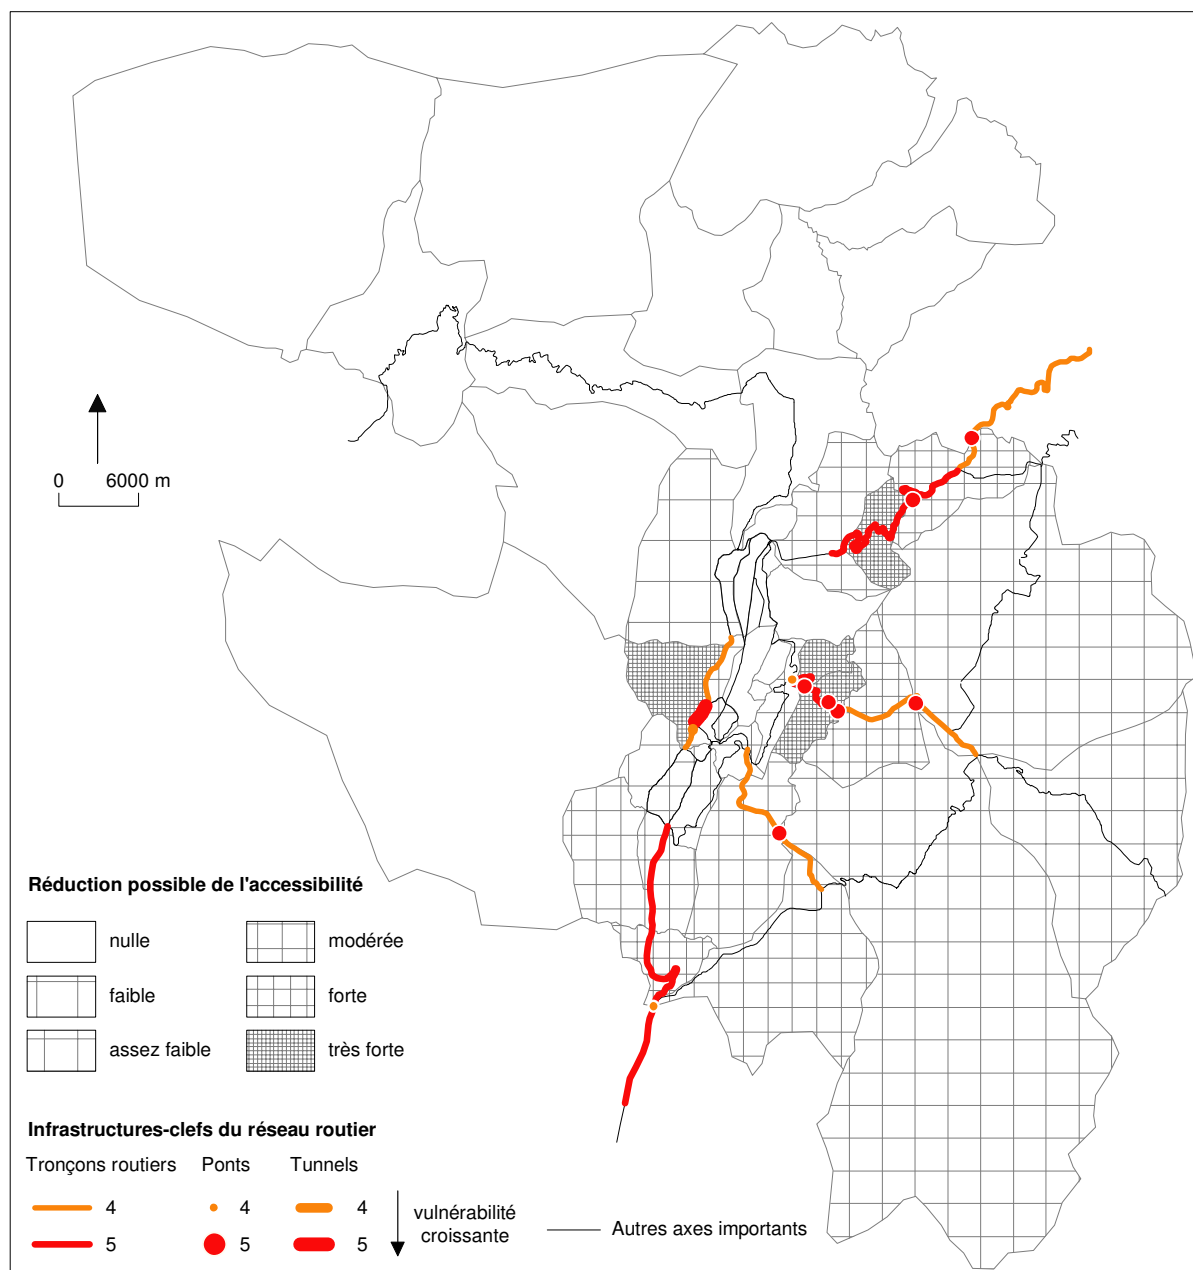 0 6000 m
Réduction possible de l'accessibilité
nulle modérée
faible forte
assez faible très forte
Infrastructures-clefs du réseau routier
Tronçons routiers Ponts Tunnels
4 4 4
5 5 5
vulnérabilité
croissante
Autres axes importants